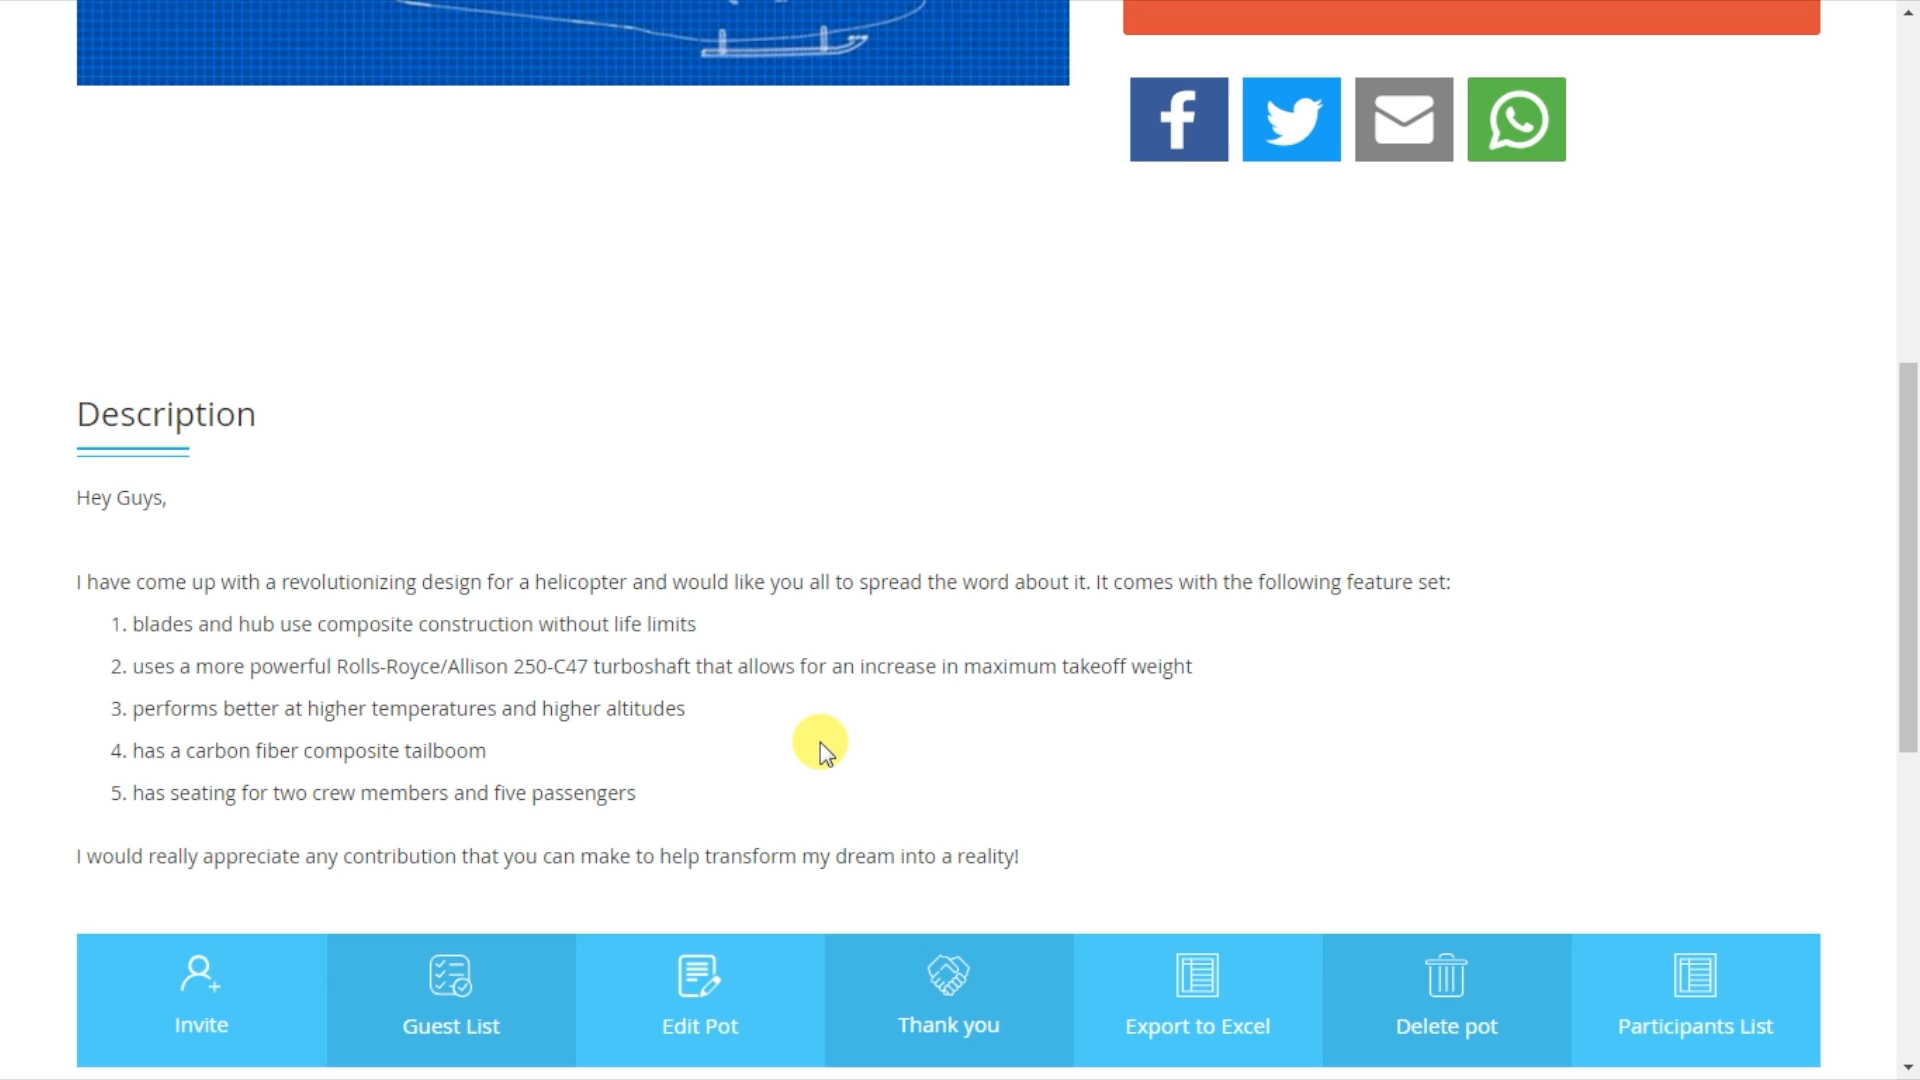 Description
Hey Guys,
I have come up with a revolutionizing design for a helicopter and would like you all to spread the word about it. It comes with the following feature set:
1. blades and hub use composite construction without life limits
2. uses a more powerful Rolls-Royce/Allison 250-C47 turboshaft that allows for an increase in maximum takeoff weight
3. performs better at higher temperatures and higher altitudes
4. has a carbon fiber composite tailboom
5. has seating for two crew members and five passengers
I would really appreciate any contribution that you can make to help transform my dream into a reality!
Invite
Guest List
Edit Pot
Thank you
Export to Excel
Delete pot
Participants List